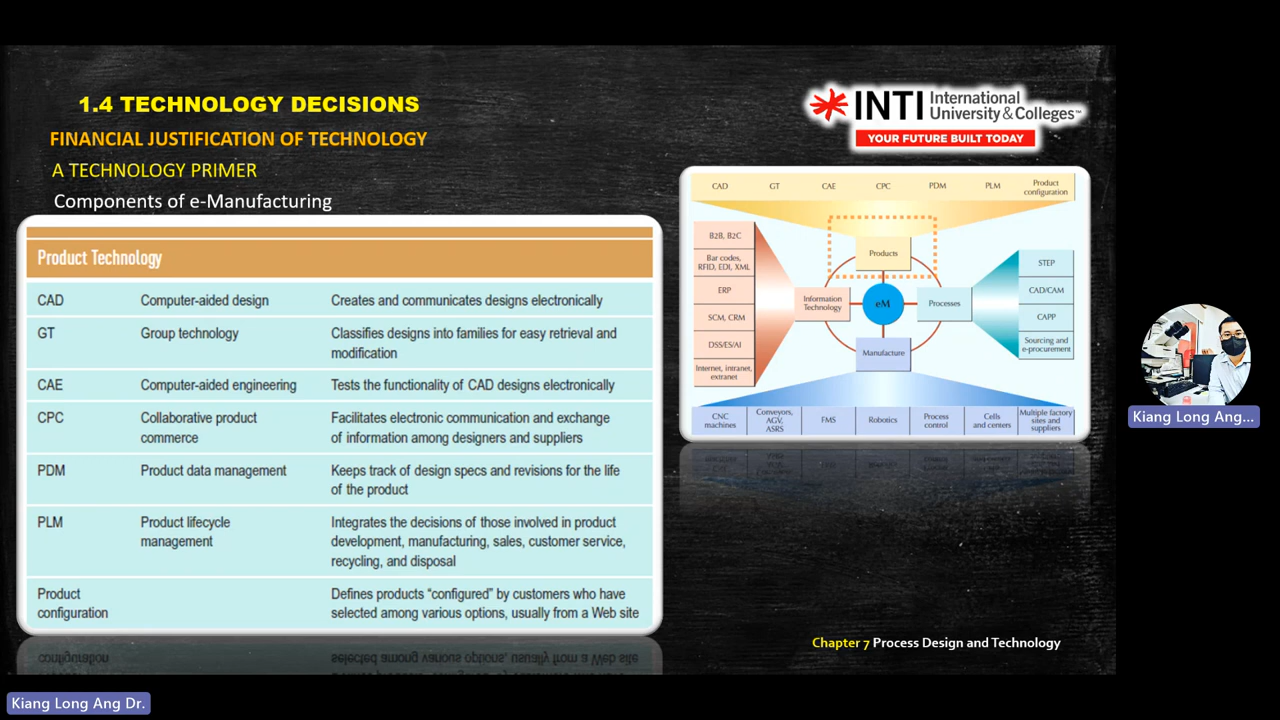 1.4 TECHNOLOGY DECISIONS
FINANCIAL JUSTIFICATION OF TECHNOLOGY
A TECHNOLOGY PRIMER
Components of e-Manufacturing
INTI International
University & Colleges™
YOUR FUTURE BUILT TODAY
Product Technology
CAD Computer-aided design Creates and communicates designs electronically
GT Group technology Classifies designs into families for easy retrieval and
modification
CAE Computer-aided engineering Tests the functionality of CAD designs electronically
CPC Collaborative product Facilitates electronic communication and exchange
commerce of information among designers and suppliers
PDM Product data management Keeps track of design specs and revisions for the life
of the product
PLM Product lifecycle Integrates the decisions of those involved in product
management development, manufacturing, sales, customer service,
recycling, and disposal
Product Defines products “configured” by customers who have
configuration selected among various options, usually from a Web site
CAD GT CAE CPC PDM PLM Product
configuration
B2B, B2C
Bar codes,
RFID, EDI, XML
ERP
SCM, CRM
DSS/ES/AI
Internet, intranet,
extranet
Products
Information
Technology
eM
Processes
Manufacture
STEP
CAD/CAM
CAPP
Sourcing and
e-procurement
CNC
machines
Conveyors,
AGV,
ASRS
FMS
Robotics
Process
control
Cells
and centers
Multiple factory
sites and
suppliers
Chapter 7 Process Design and Technology
Kiang Long Ang...
Kiang Long Ang Dr.